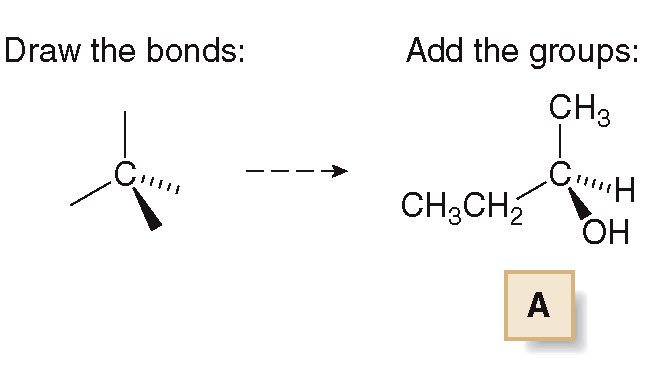 Draw the bonds:
Add the groups:
CH3
C
C
H
CH3CH2
OH
A